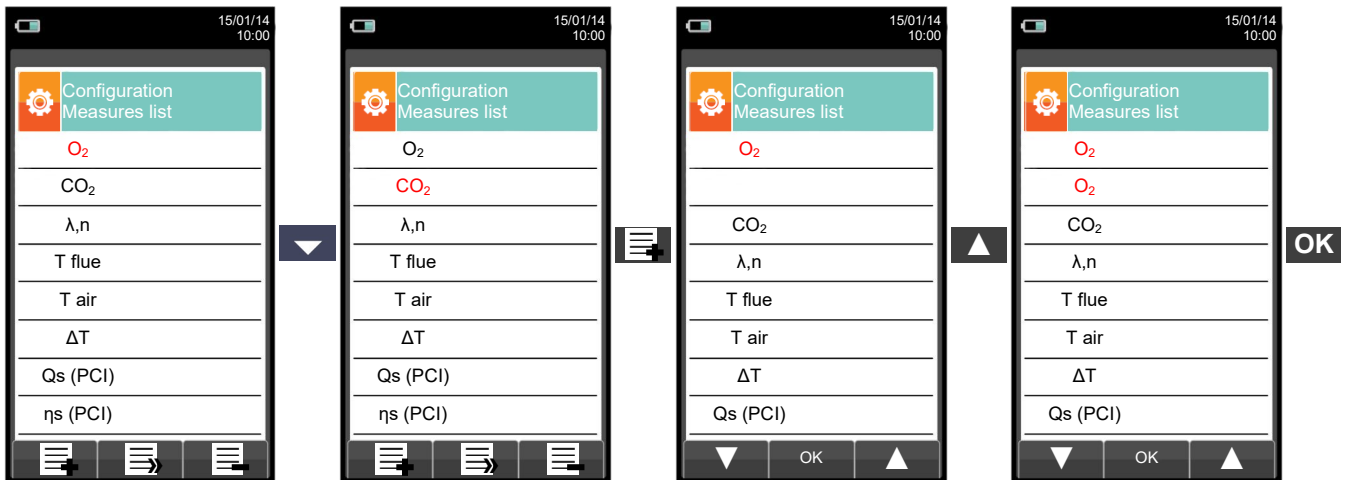 15/01/14
10:00
Configuration
Measures list
O₂
CO₂
λ,n
T flue
T air
ΔT
Qs (PCI)
ηs (PCI)
15/01/14
10:00
Configuration
Measures list
O₂
CO₂
λ,n
T flue
T air
ΔT
Qs (PCI)
ηs (PCI)
15/01/14
10:00
Configuration
Measures list
O₂
CO₂
λ,n
T flue
T air
ΔT
Qs (PCI)
OK
15/01/14
10:00
Configuration
Measures list
O₂
O₂
CO₂
λ,n
T flue
T air
ΔT
Qs (PCI)
OK
OK